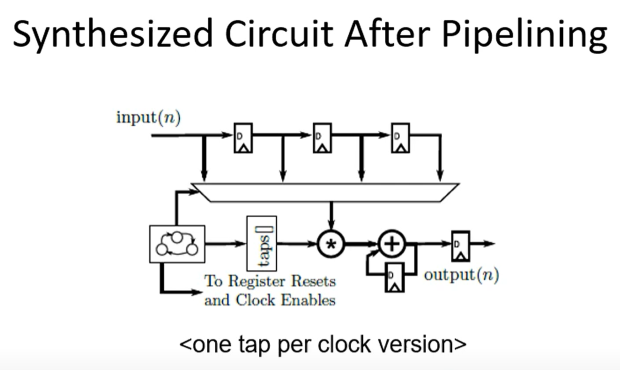 Synthesized Circuit After Pipelining
input(n)
D
D
D
taps[]
*
+
D
D
output(n)
To Register Resets
and Clock Enables
<one tap per clock version>